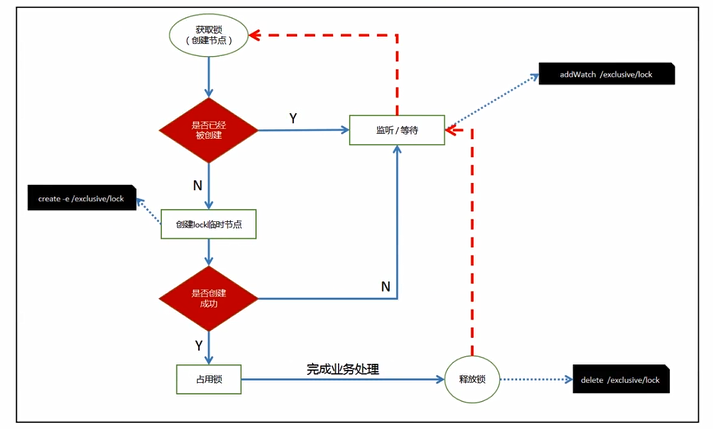 获取锁
（创建节点）
addWatch /exclusive/lock
是否已经
被创建
Y
监听 / 等待
N
create -e /exclusive/lock
创建lock临时节点
是否创建
成功
N
Y
占用锁
完成业务处理
释放锁
delete /exclusive/lock